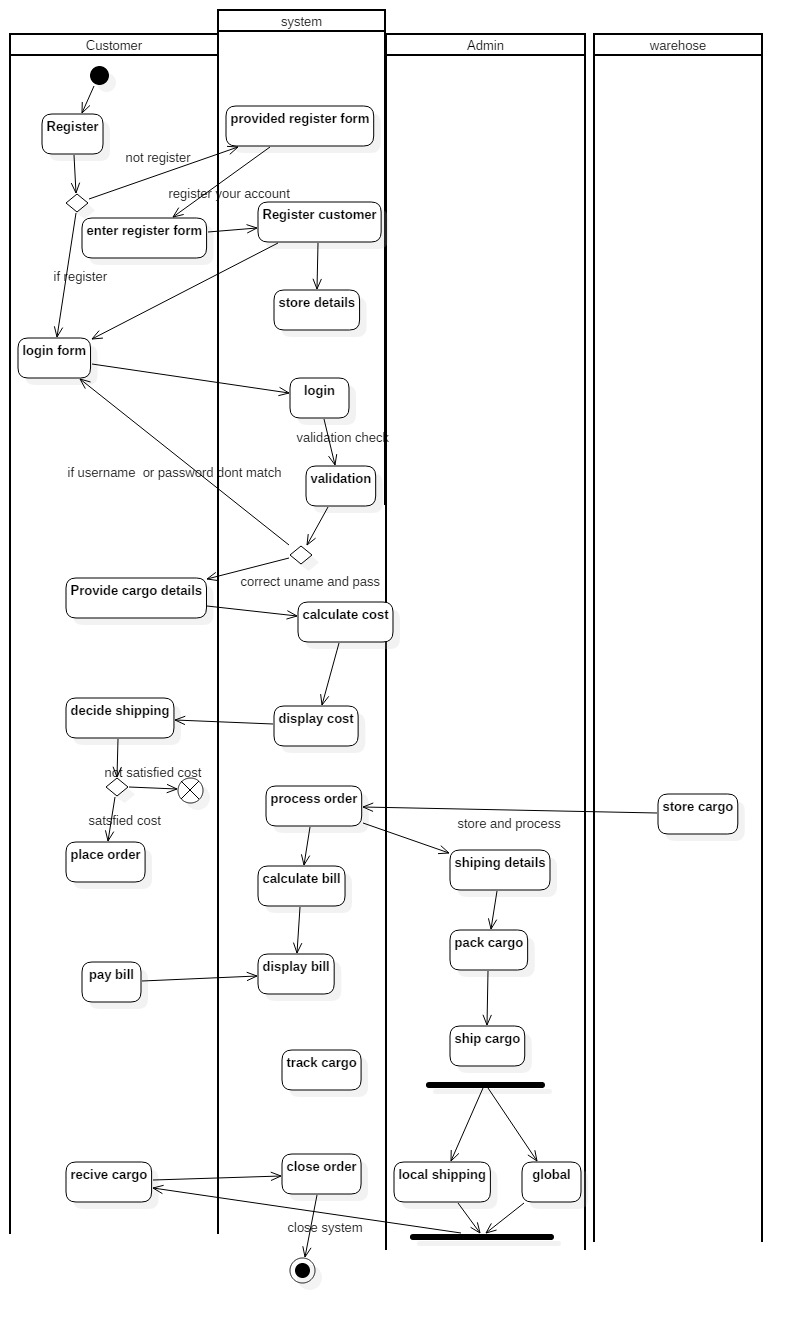 system
Customer
Admin
warehose
Register
provided register form
not register
register your account
enter register form
Register customer
if register
store details
login form
login
validation check
if username  or password dont match
validation
correct uname and pass
Provide cargo details
calculate cost
decide shipping
display cost
not satisfied cost
process order
store cargo
satsfied cost
store and process
place order
shiping details
calculate bill
pack cargo
pay bill
display bill
ship cargo
track cargo
recive cargo
close order
local shipping
global
close system